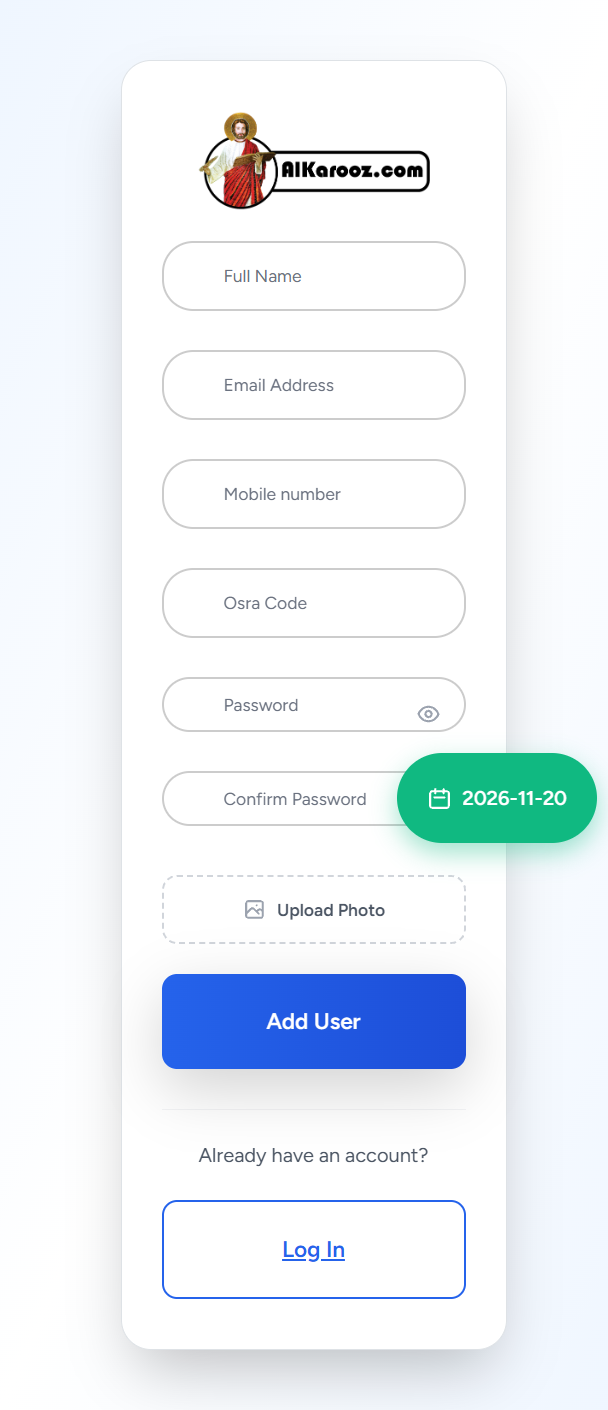 AlKarooz.com
Full Name
Email Address
Mobile number
Osra Code
Password
2026-11-20
Confirm Password
Upload Photo
Add User
Already have an account?
Log In